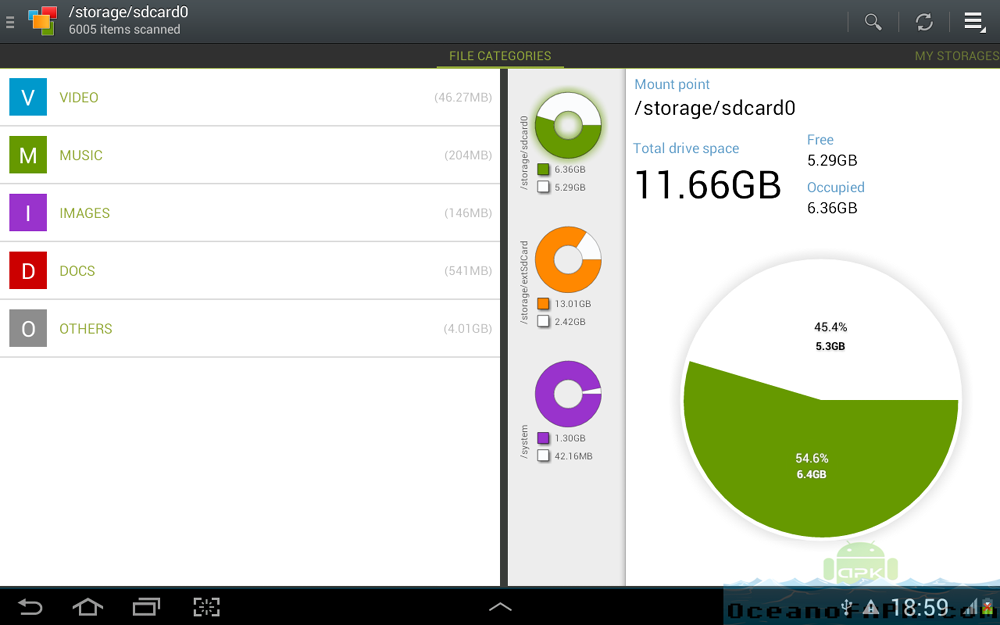 /storage/sdcard0
6005 items scanned
FILE CATEGORIES
MY STORAGES
V VIDEO (46.27MB)
M MUSIC (204MB)
I IMAGES (146MB)
D DOCS (541MB)
O OTHERS (4.01GB)
/storage/sdcard0
6.36GB
5.29GB
/storage/extSdCard
13.01GB
2.42GB
/system
1.30GB
42.16MB
Mount point
/storage/sdcard0
Total drive space
11.66GB
Free
5.29GB
Occupied
6.36GB
45.4%
5.3GB
54.6%
6.4GB
APK
OceanofAPK.com
18:59